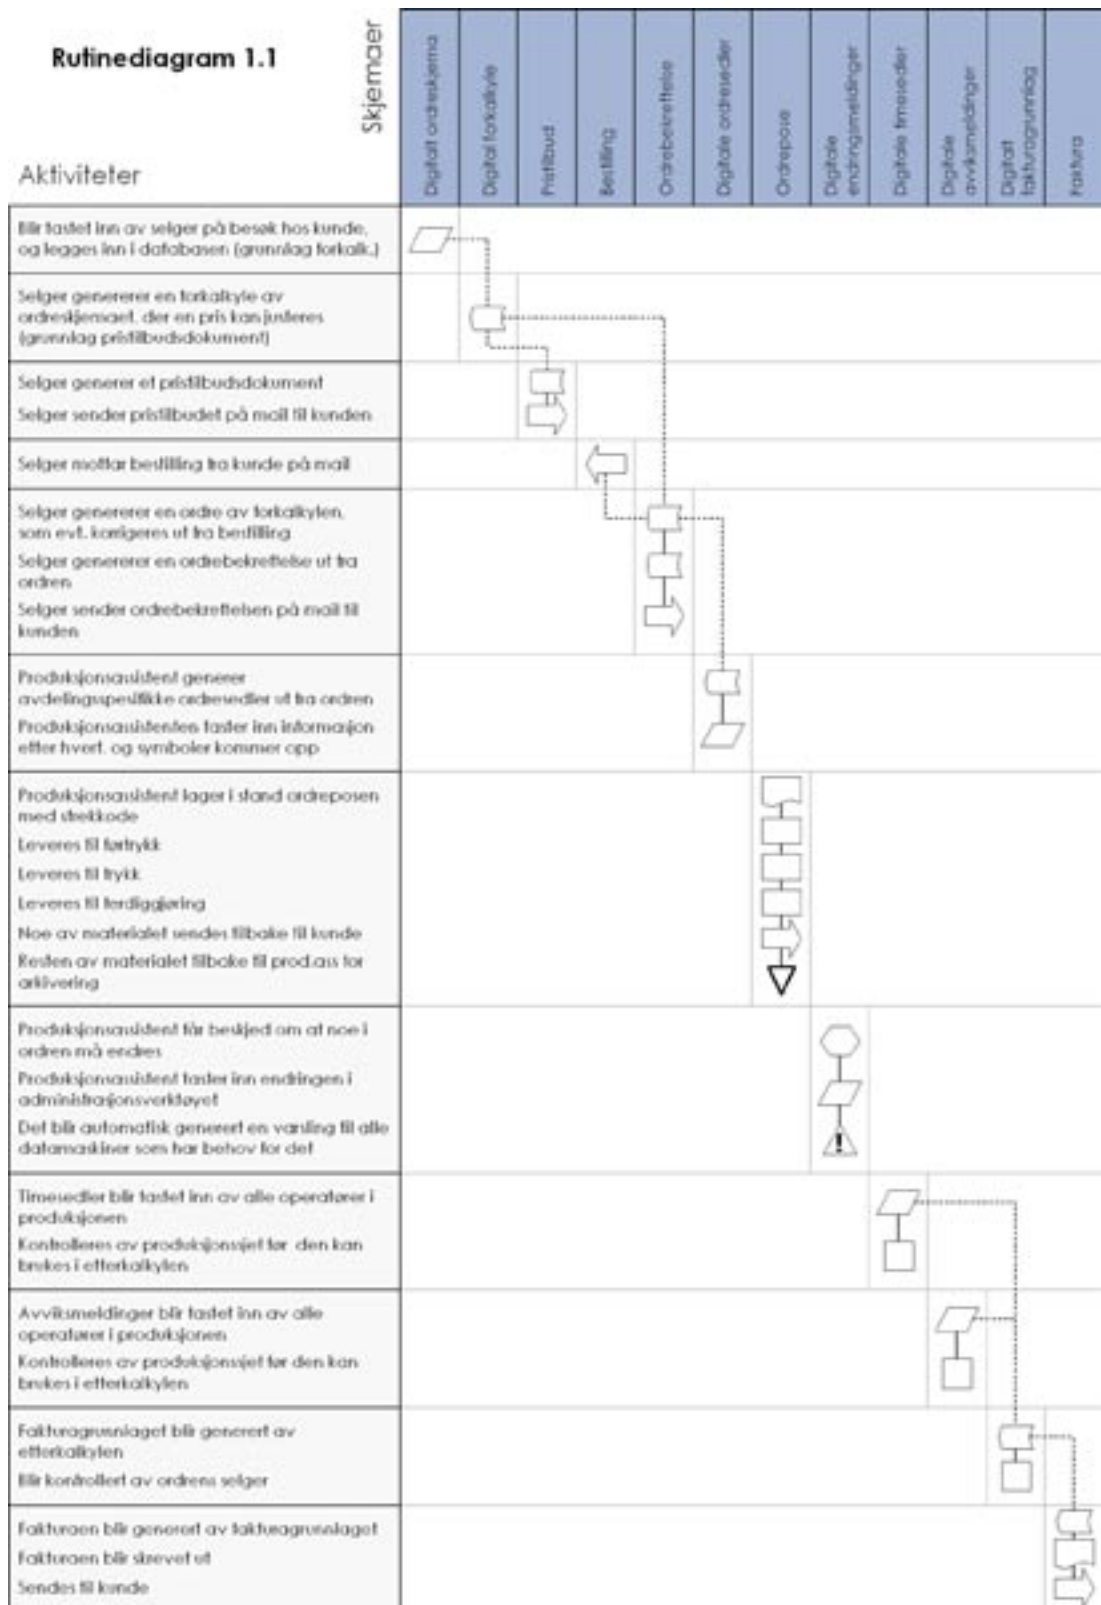 Rutinediagram 1.1
Skjemaer
Aktiviteter
Digitalt ordreskjema
Digital forkalkyle
Pristilbud
Bestilling
Ordrebekreftelse
Digitale ordresedler
Ordrepose
Digitale
endringsmeldinger
Digitale timesedler
Digitale
avviksmeldinger
Digitalt
fakturagrunnlag
Faktura
Blir tastet inn av selger på besøk hos kunde,
og legges inn i databasen (grunnlag forkalk.)
Selger genererer en forkalkyle av
ordreskjemaet, der en pris kan justeres
(grunnlag pristilbudsdokument)
Selger generer et pristilbudsdokument
Selger sender pristilbudet på mail til kunden
Selger mottar bestilling fra kunde på mail
Selger genererer en ordre av forkalkylen,
som evt. korrigeres ut fra bestilling
Selger genererer en ordrebekreftelse ut fra
ordren
Selger sender ordrebekreftelsen på mail til
kunden
Produksjonsassistent generer
avdelingsspesifikke ordresedler ut fra ordren
Produksjonsassistenten taster inn informasjon
etter hvert, og symboler kommer opp
Produksjonsassistent lager i stand ordreposen
med strekkode
Leveres til førtrykk
Leveres til trykk
Leveres til ferdiggjøring
Noe av materialet sendes tilbake til kunde
Resten av materialet tilbake til prod.ass for
arkivering
Produksjonsassistent får beskjed om at noe i
ordren må endres
Produksjonsassistent taster inn endringen i
administrasjonsverktøyet
Det blir automatisk generert en varsling til alle
datamaskiner som har behov for det
!
Timesedler blir tastet inn av alle operatører i
produksjonen
Kontrolleres av produksjonssjef før den kan
brukes i etterkalkylen
Avviksmeldinger blir tastet inn av alle
operatører i produksjonen
Kontrolleres av produksjonssjef før den kan
brukes i etterkalkylen
Fakturagrunnlaget blir generert av
etterkalkylen
Blir kontrollert av ordrens selger
Fakturaen blir generert av fakturagrunnlaget
Fakturaen blir skrevet ut
Sendes til kunde